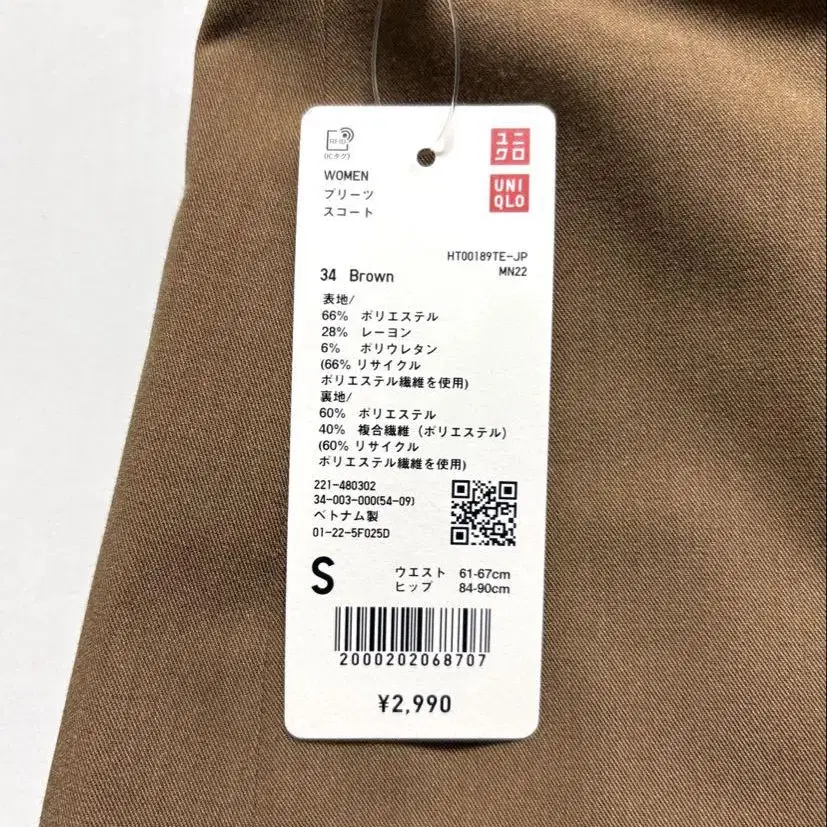 RFID
(ICタグ)
ユニ
クロ
UNI
QLO
WOMEN
プリーツ
スコート
HT00189TE-JP
MN22
34 Brown
表地/
66% ポリエステル
28% レーヨン
6% ポリウレタン
(66% リサイクル
ポリエステル繊維を使用)
裏地/
60% ポリエステル
40% 複合繊維（ポリエステル)
(60% リサイクル
ポリエステル繊維を使用)
221-480302
34-003-000(54-09)
ベトナム製
01-22-5F025D
S
ウエスト 61-67cm
ヒップ 84-90cm
2000202068707
¥2,990